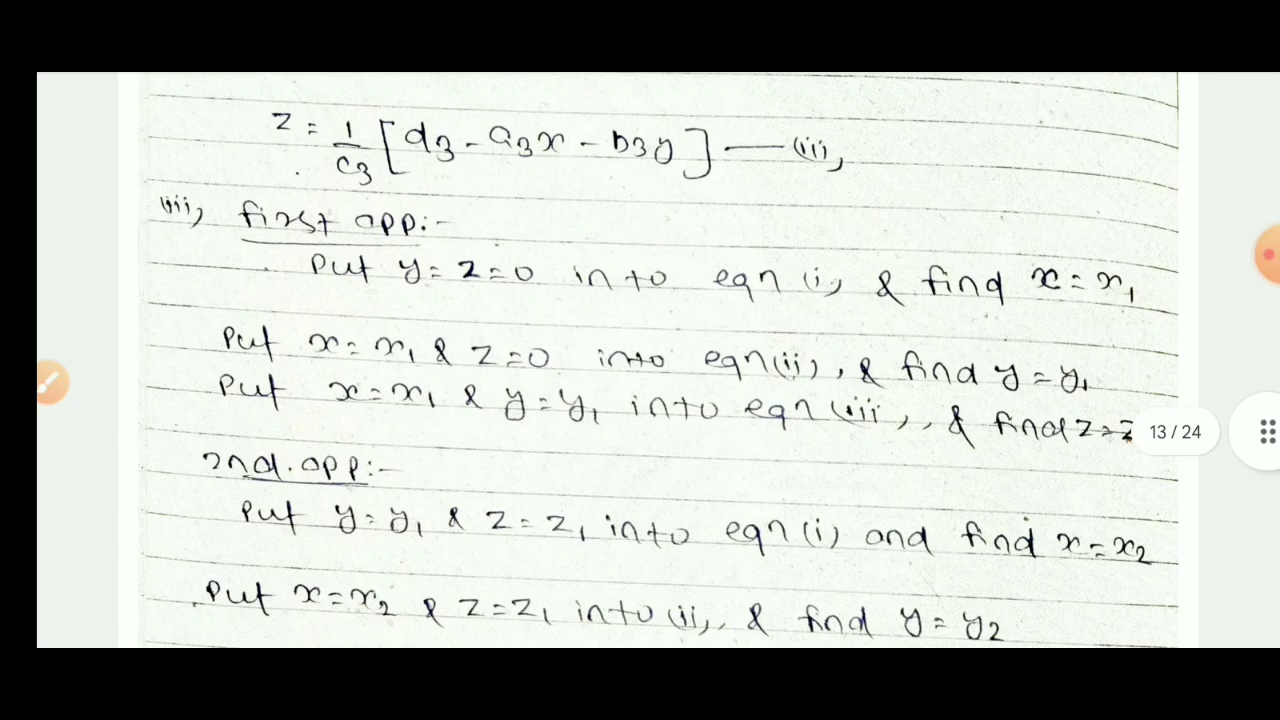 z = 1/c3 [d3 - a3x - b3y] — (iii),
(iii), first app:-
Put y = z = 0 in to eqn (i), & find x = x1
Put x = x1 & z = 0 into eqn (ii), & find y = y1
Put x = x1 & y = y1 into eqn (iii, , & find z = z
2nd. app:-
Put y = y1 & z = z1 into eqn (i) and find x = x2
Put x = x2 & z = z1 into (ii,, & find y = y2
13 / 24